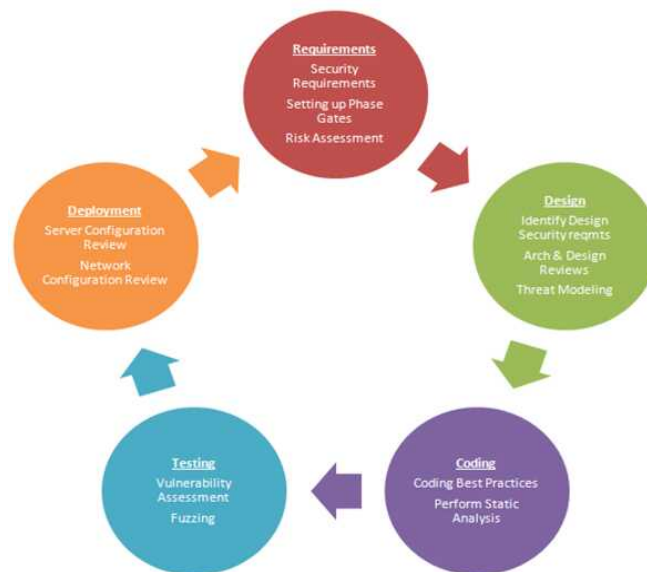 Requirements
Security
Requirements
Setting up Phase
Gates
Risk Assessment
Design
Identify Design
Security reqmts
Arch & Design
Reviews
Threat Modeling
Coding
Coding Best Practices
Perform Static
Analysis
Testing
Vulnerability
Assessment
Fuzzing
Deployment
Server Configuration
Review
Network
Configuration Review